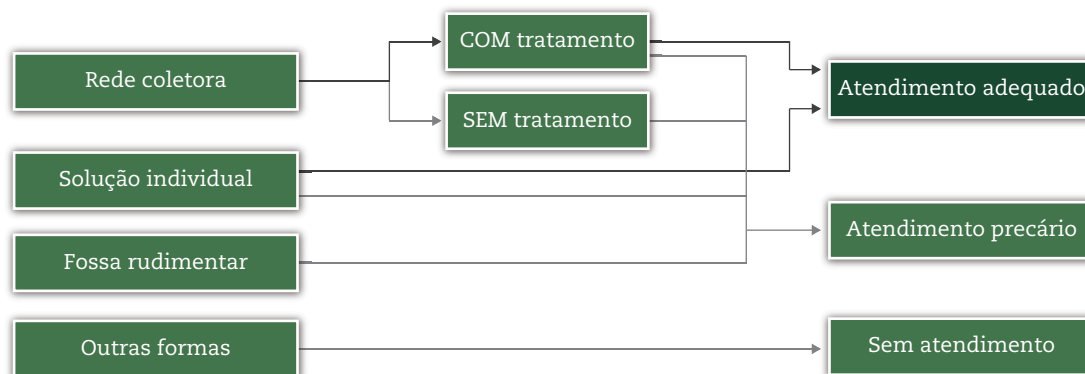 Rede coletora
COM tratamento
SEM tratamento
Atendimento adequado
Solução individual
Fossa rudimentar
Atendimento precário
Outras formas
Sem atendimento